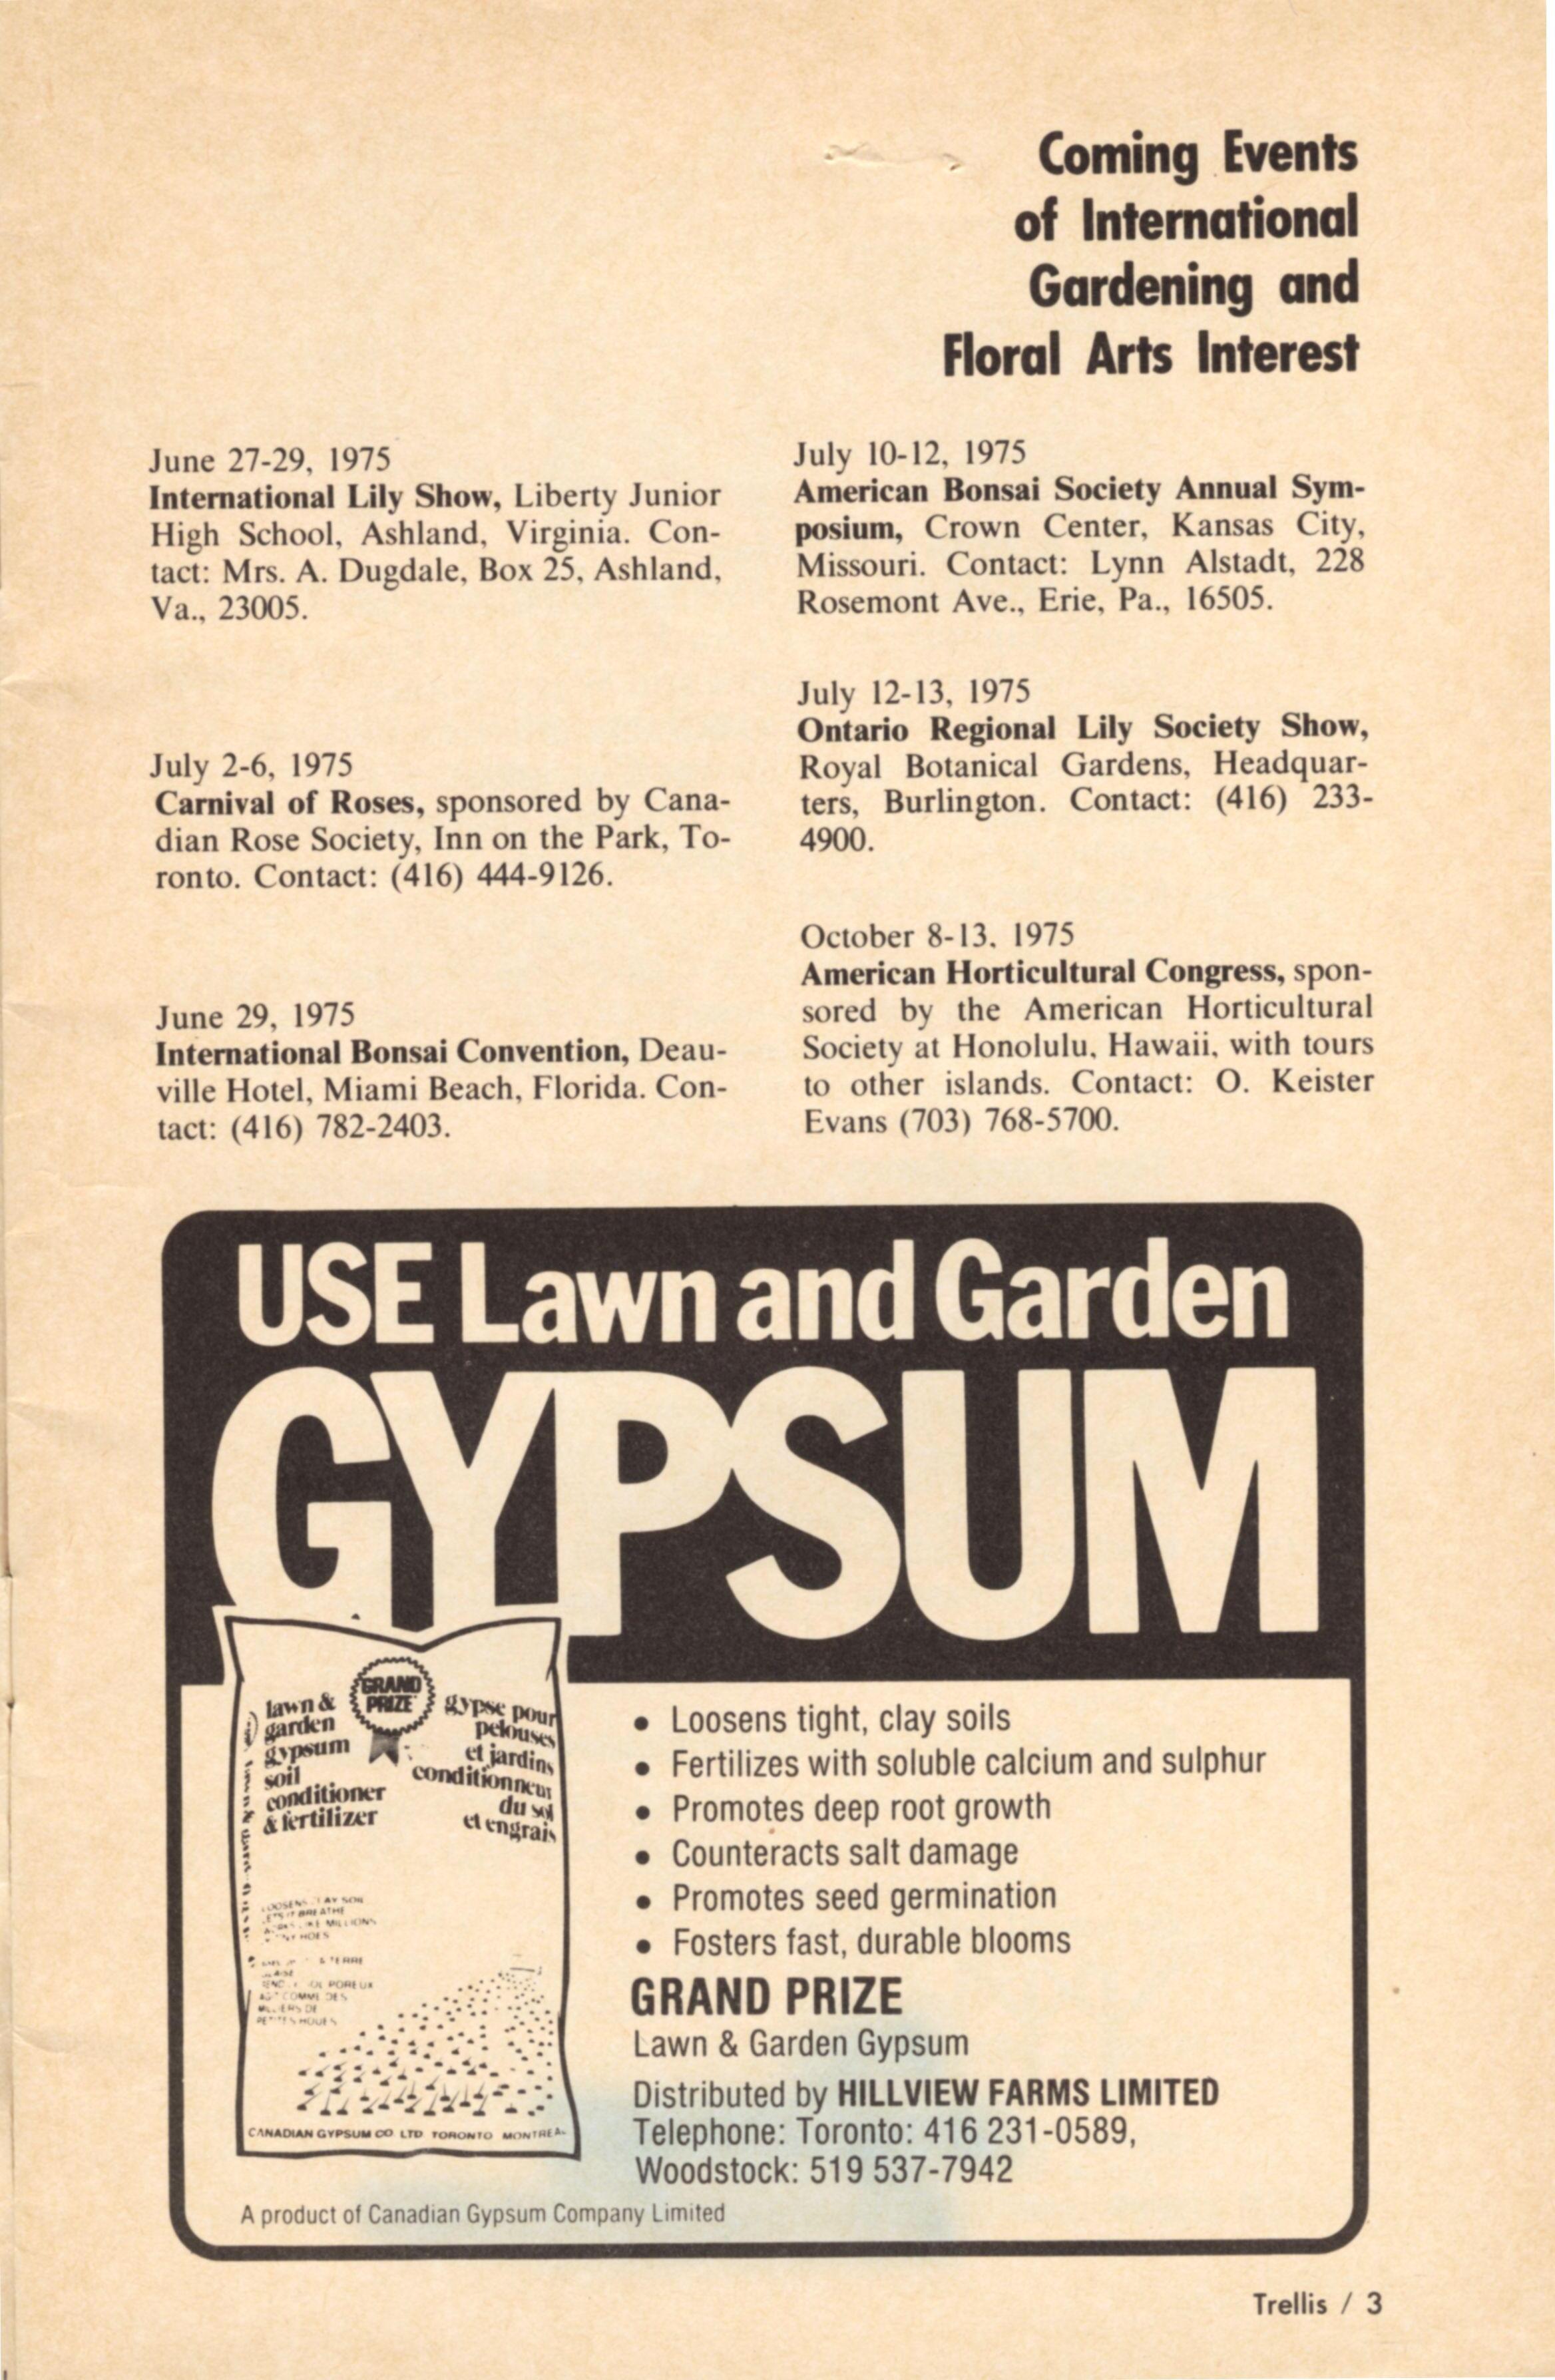 Coming Events
of International
Gardening and
Floral Arts Interest
June 27-29, 1975
International Lily Show, Liberty Junior
High School, Ashland, Virginia. Con-
tact: Mrs. A. Dugdale, Box 25, Ashland,
Va., 23005.
July 2-6, 1975
Carnival of Roses, sponsored by Cana-
dian Rose Society, Inn on the Park, To-
ronto. Contact: (416) 444-9126.
June 29, 1975
International Bonsai Convention, Deau-
ville Hotel, Miami Beach, Florida. Con-
tact: (416) 782-2403.
July 10-12, 1975
American Bonsai Society Annual Sym-
posium, Crown Center, Kansas City,
Missouri. Contact: Lynn Alstadt, 228
Rosemont Ave., Erie, Pa., 16505.
July 12-13, 1975
Ontario Regional Lily Society Show,
Royal Botanical Gardens, Headquar-
ters, Burlington. Contact: (416) 233-
4900.
October 8-13, 1975
American Horticultural Congress, spon-
sored by the American Horticultural
Society at Honolulu, Hawaii, with tours
to other islands. Contact: O. Keister
Evans (703) 768-5700.
USE Lawn and Garden
GYPSUM
GRAND
PRIZE
lawn &
garden
gypsum
soil
conditioner
& fertilizer
gypse pour
pelouses
et jardins
conditionneur
du sol
et engrais
CANADIAN GYPSUM CO LTD TORONTO MONTREAL
• Loosens tight, clay soils
• Fertilizes with soluble calcium and sulphur
• Promotes deep root growth
• Counteracts salt damage
• Promotes seed germination
• Fosters fast, durable blooms
GRAND PRIZE
Lawn & Garden Gypsum
Distributed by HILLVIEW FARMS LIMITED
Telephone: Toronto: 416 231-0589,
Woodstock: 519 537-7942
A product of Canadian Gypsum Company Limited
Trellis / 3